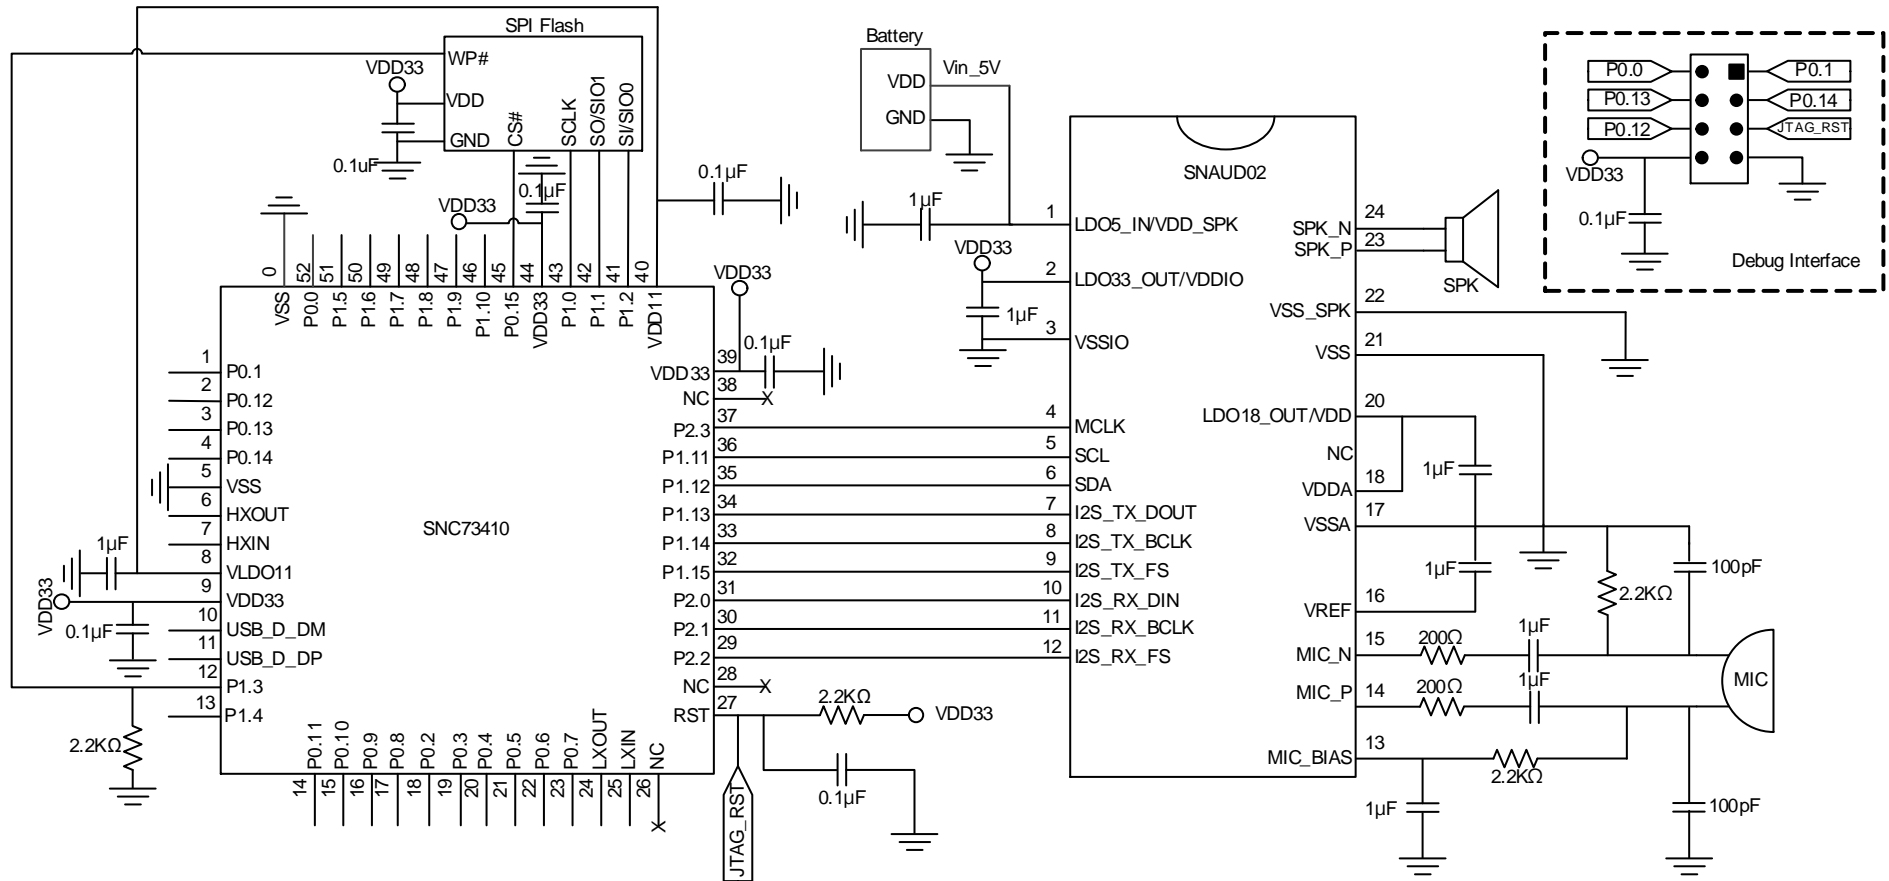 SPI Flash
WP#
VDD33
VDD
GND
0.1uF
CS#
SCLK
SO/SIO1
SI/SIO0
0.1µF
VDD33
0.1µF
0
52
51
50
49
48
47
46
45
44
43
42
41
40
VSS
P0.0
P1.5
P1.6
P1.7
P1.8
P1.9
P1.10
P0.15
VDD33
P1.0
P1.1
P1.2
VDD11
VDD33
0.1µF
1
P0.1
2
P0.12
3
P0.13
4
P0.14
5
VSS
6
HXOUT
7
HXIN
8
VLDO11
9
VDD33
10
USB_D_DM
11
USB_D_DP
12
P1.3
13
P1.4
1µF
VDD33
0.1µF
2.2KΩ
SNC73410
39
VDD33
38
NC
X
37
P2.3
36
P1.11
35
P1.12
34
P1.13
33
P1.14
32
P1.15
31
P2.0
30
P2.1
29
P2.2
28
NC
X
27
RST
P0.11
P0.10
P0.9
P0.8
P0.2
P0.3
P0.4
P0.5
P0.6
P0.7
LXOUT
LXIN
NC
14
15
16
17
18
19
20
21
22
23
24
25
26
X
2.2KΩ
VDD33
0.1µF
JTAG_RST
Battery
VDD
Vin_5V
GND
1µF
VDD33
1µF
SNAUD02
1
LDO5_IN/VDD_SPK
2
LDO33_OUT/VDDIO
3
VSSIO
4
MCLK
5
SCL
6
SDA
7
I2S_TX_DOUT
8
I2S_TX_BCLK
9
I2S_TX_FS
10
I2S_RX_DIN
11
I2S_RX_BCLK
12
I2S_RX_FS
24
SPK_N
23
SPK_P
SPK
22
VSS_SPK
21
VSS
20
LDO18_OUT/VDD
NC
18
VDDA
17
VSSA
16
VREF
15
MIC_N
14
MIC_P
13
MIC_BIAS
1µF
1µF
2.2KΩ
100pF
200Ω
1µF
200Ω
1µF
MIC
2.2KΩ
1µF
100pF
P0.0
P0.1
P0.13
P0.14
P0.12
JTAG_RST
VDD33
0.1µF
Debug Interface